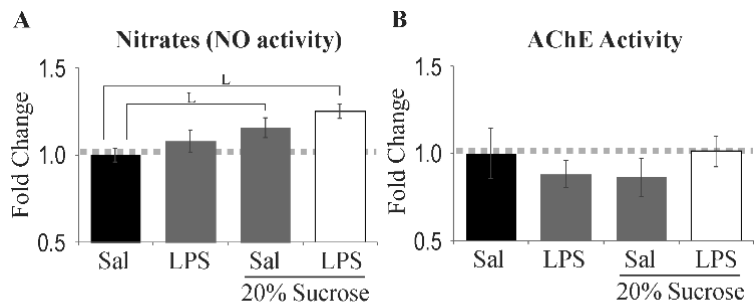 A
Nitrates (NO activity)
1.5
L
L
1.0
0.5
Fold Change
Sal LPS Sal LPS
20% Sucrose
B
AChE Activity
1.5
1.0
0.5
Fold Change
Sal LPS Sal LPS
20% Sucrose